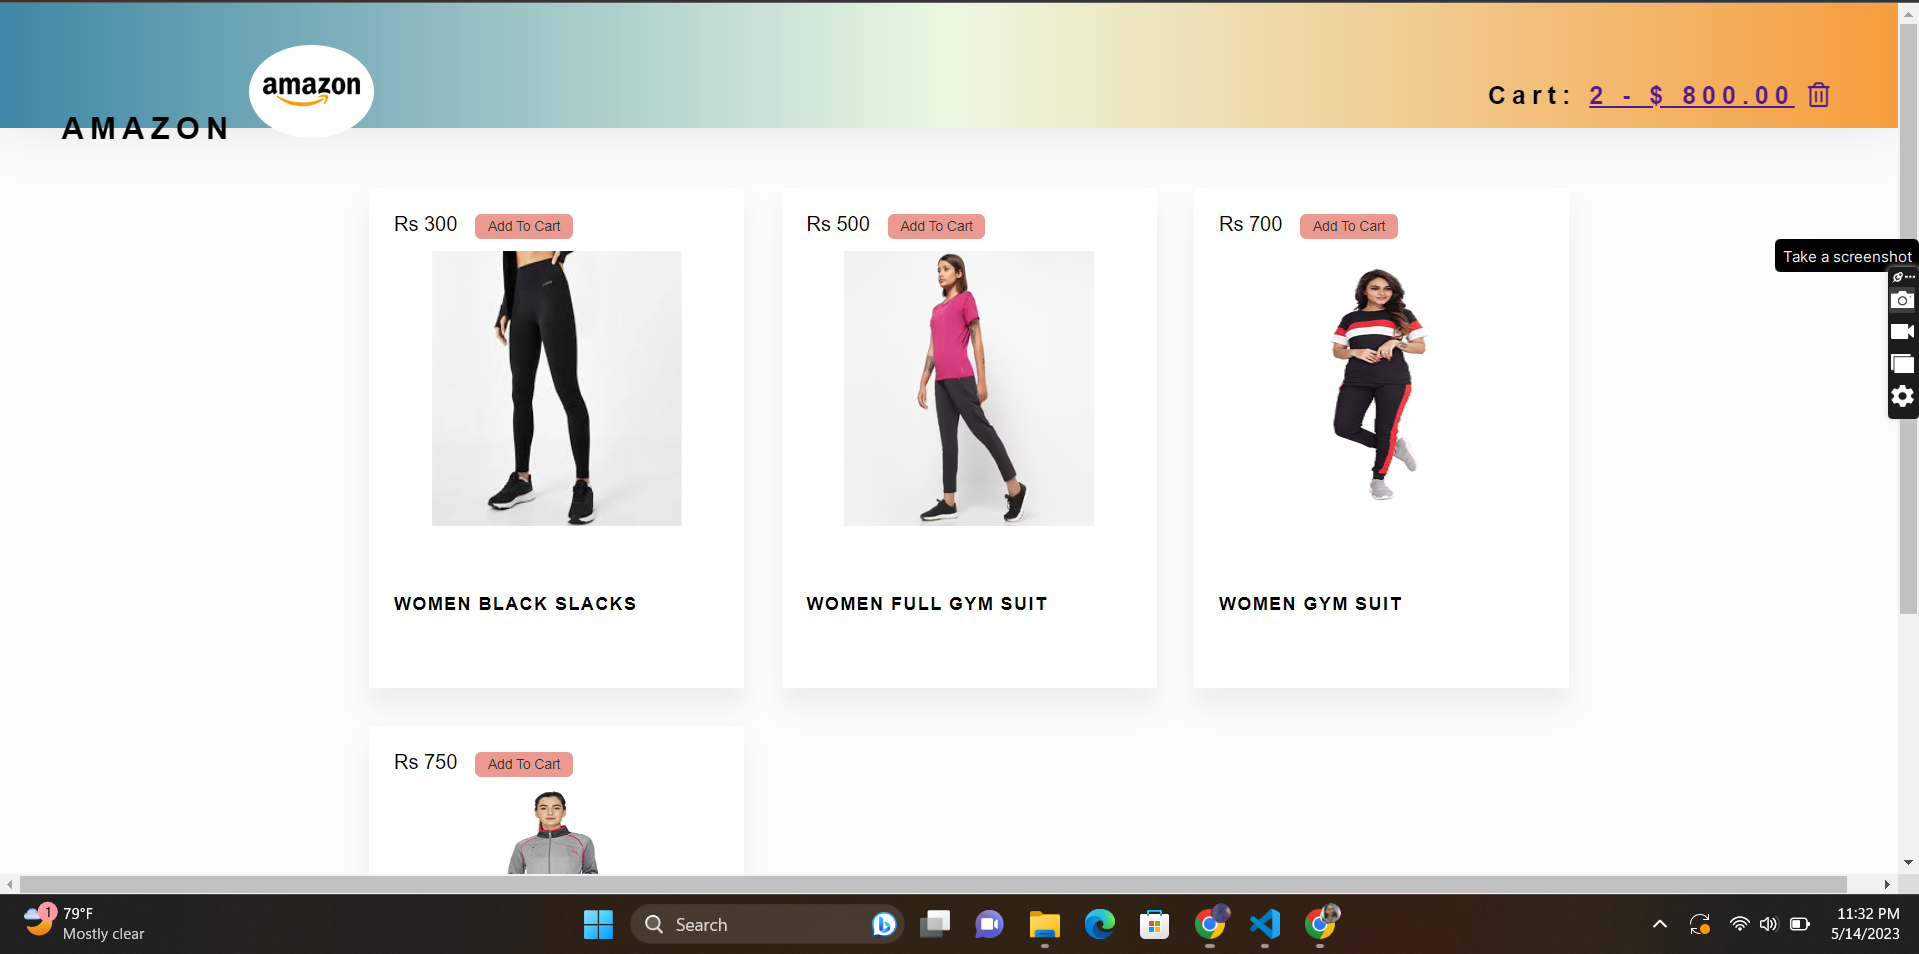 amazon
AMAZON
Cart: 2 - $ 800.00
Rs 300 Add To Cart
Rs 500 Add To Cart
Rs 700 Add To Cart
Take a screenshot
WOMEN BLACK SLACKS
WOMEN FULL GYM SUIT
WOMEN GYM SUIT
Rs 750 Add To Cart
1
79°F
Mostly clear
Search
11:32 PM
5/14/2023